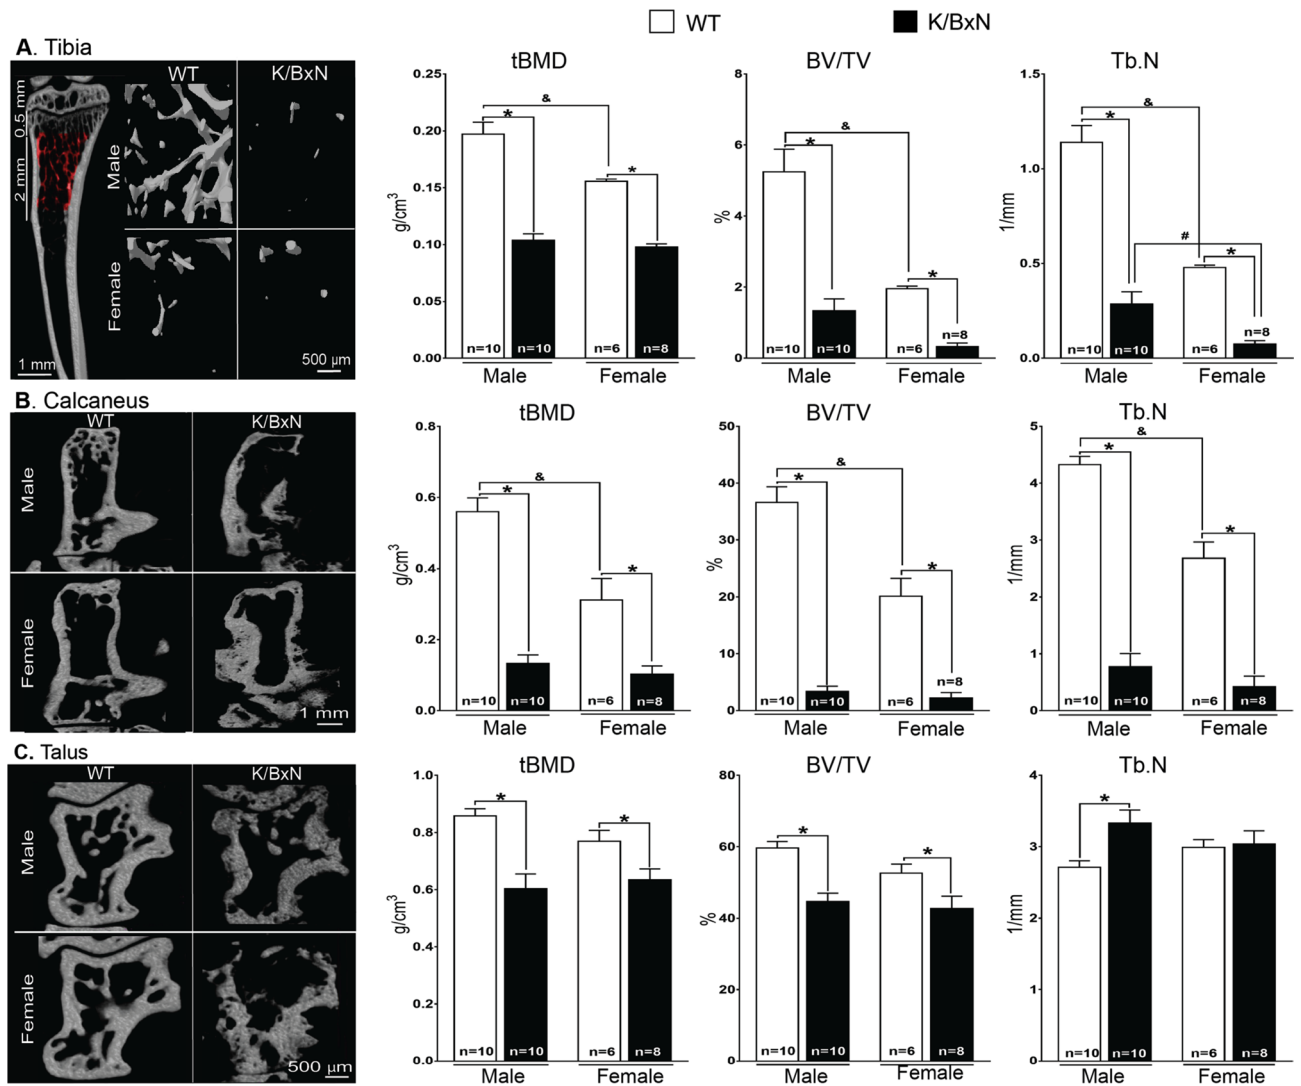 WT K/BxN
A. Tibia
WT K/BxN
0.5 mm
2 mm
Male
Female
1 mm
500 µm
tBMD
g/cm3
0.25
0.20
0.15
0.10
0.05
0.00
&
*
*
n=10 n=10 n=6 n=8
Male Female
BV/TV
%
8
6
4
2
0
&
*
*
n=8
n=10 n=10 n=6
Male Female
Tb.N
1/mm
1.5
1.0
0.5
0.0
&
*
#
*
n=8
n=10 n=10 n=6
Male Female
B. Calcaneus
WT K/BxN
Male
Female
1 mm
tBMD
g/cm3
0.8
0.6
0.4
0.2
0.0
&
*
*
n=10 n=10 n=6 n=8
Male Female
BV/TV
%
50
40
30
20
10
0
&
*
*
n=8
n=10 n=10 n=6
Male Female
Tb.N
1/mm
5
4
3
2
1
0
&
*
*
n=10 n=10 n=6 n=8
Male Female
C. Talus
WT K/BxN
Male
Female
500 µm
tBMD
g/cm3
1.0
0.8
0.6
0.4
0.2
0.0
*
*
n=10 n=10 n=6 n=8
Male Female
BV/TV
%
80
60
40
20
0
*
*
n=10 n=10 n=6 n=8
Male Female
Tb.N
1/mm
4
3
2
1
0
*
n=10 n=10 n=6 n=8
Male Female